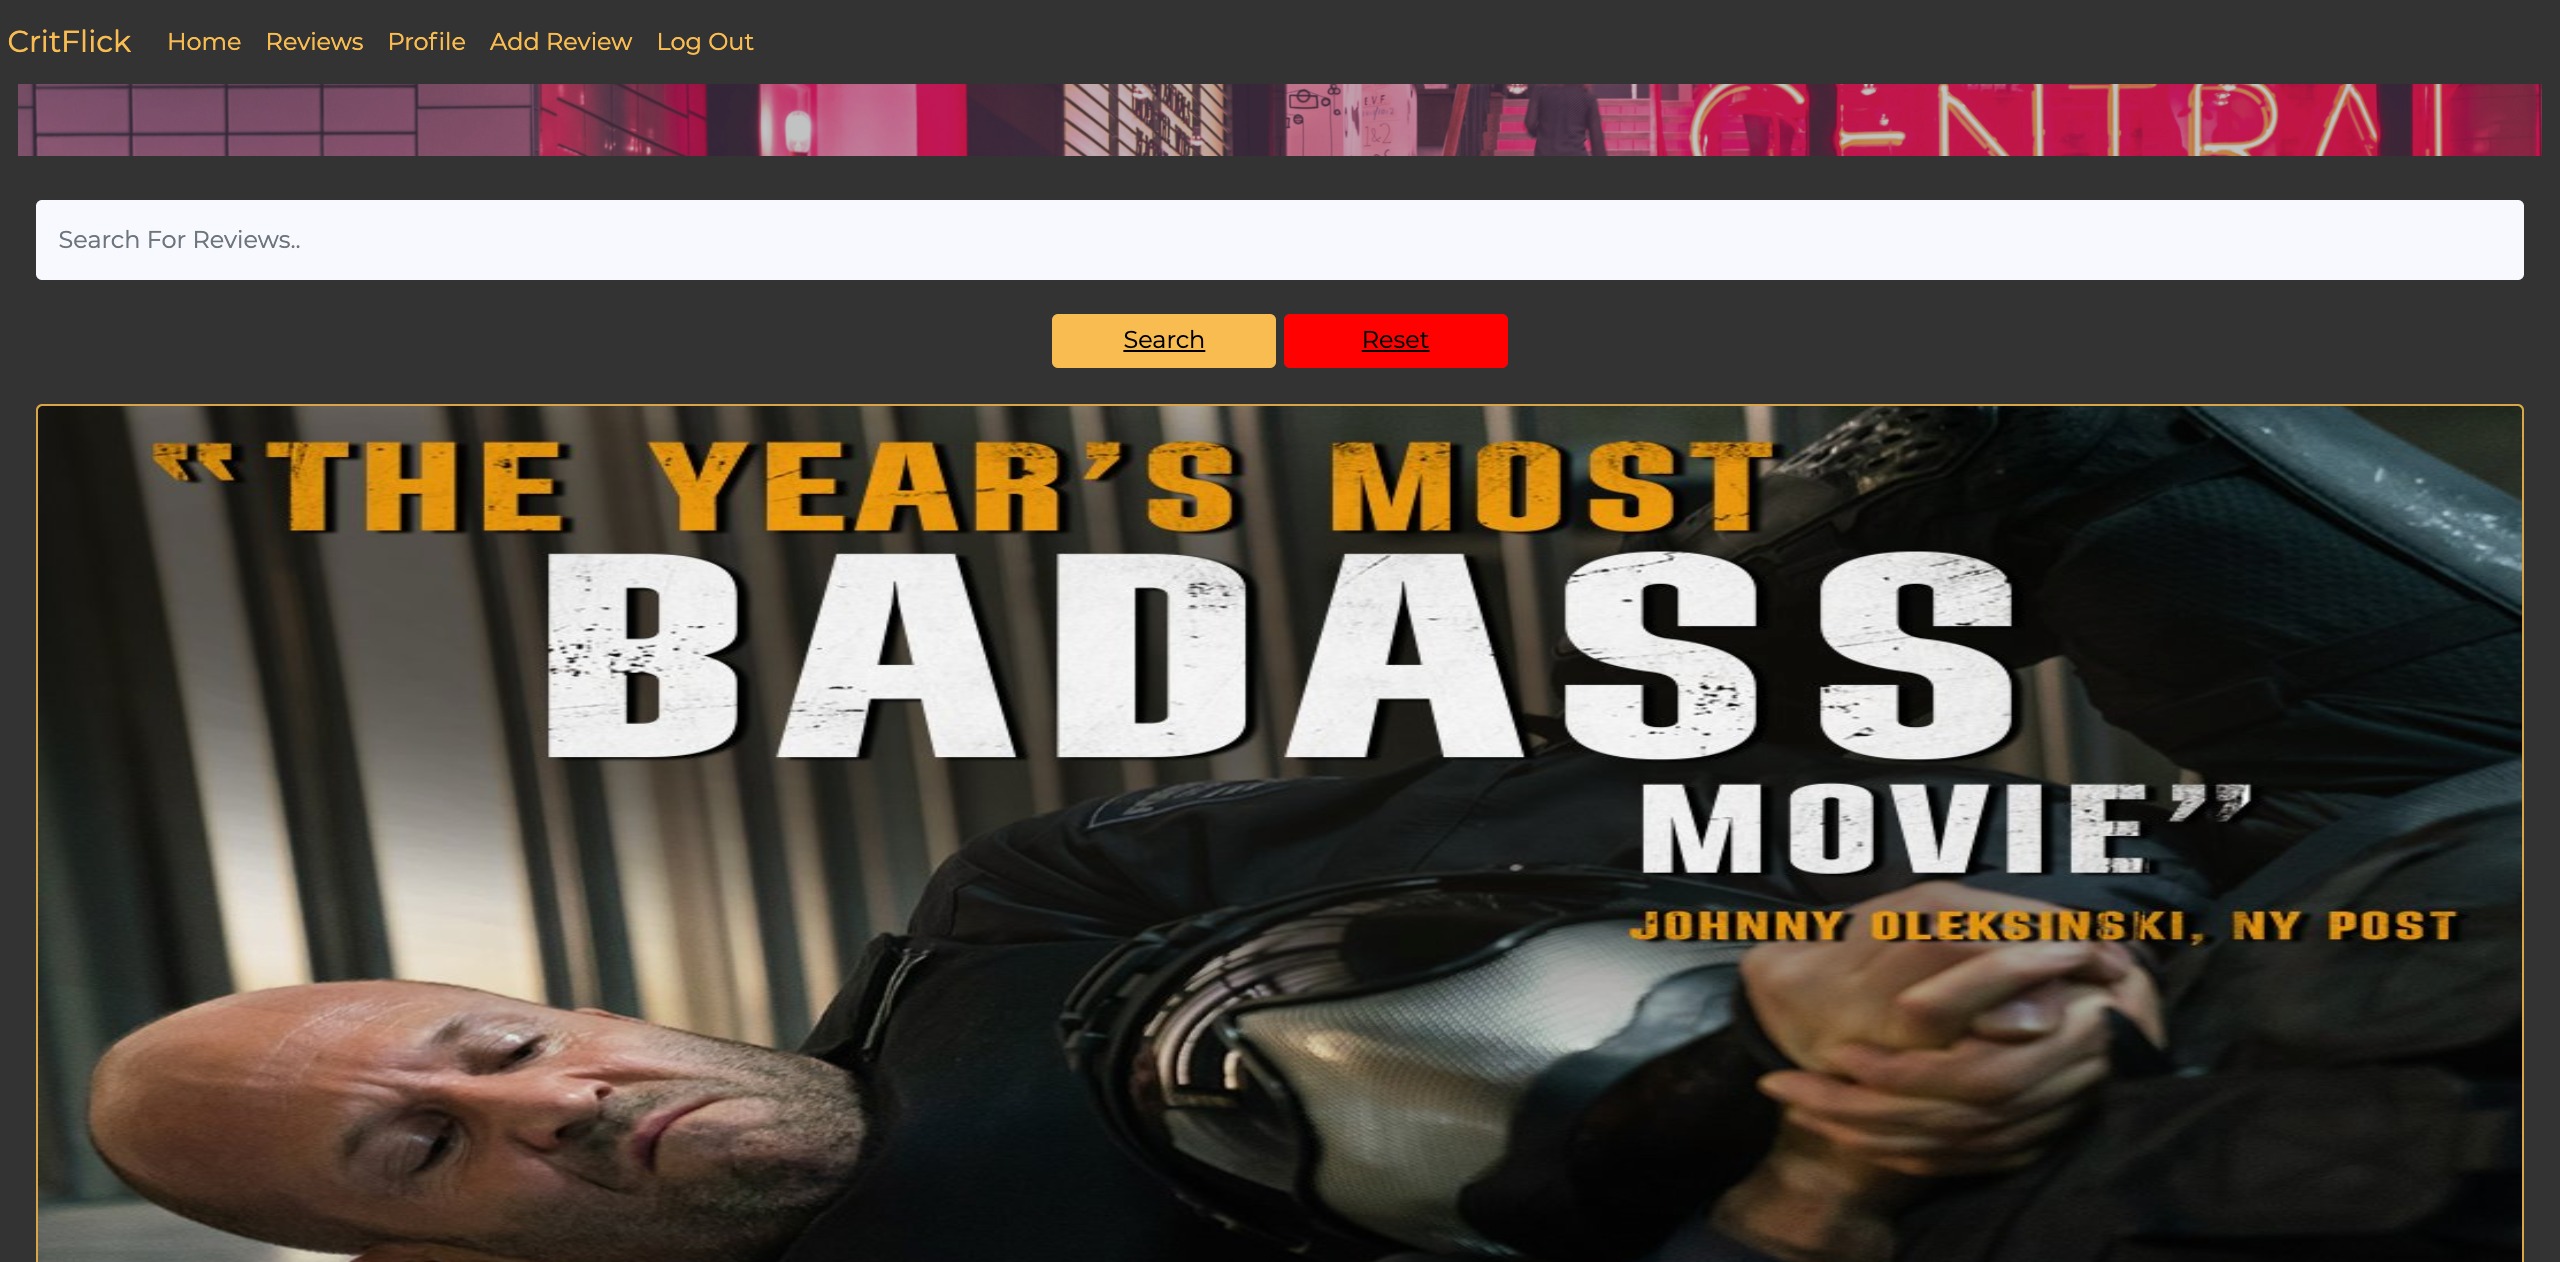 CritFlick Home Reviews Profile Add Review Log Out
CENTRAL
Search For Reviews..
Search Reset
“THE YEAR’S MOST
BADASS
MOVIE”
JOHNNY OLEKSINSKI, NY POST